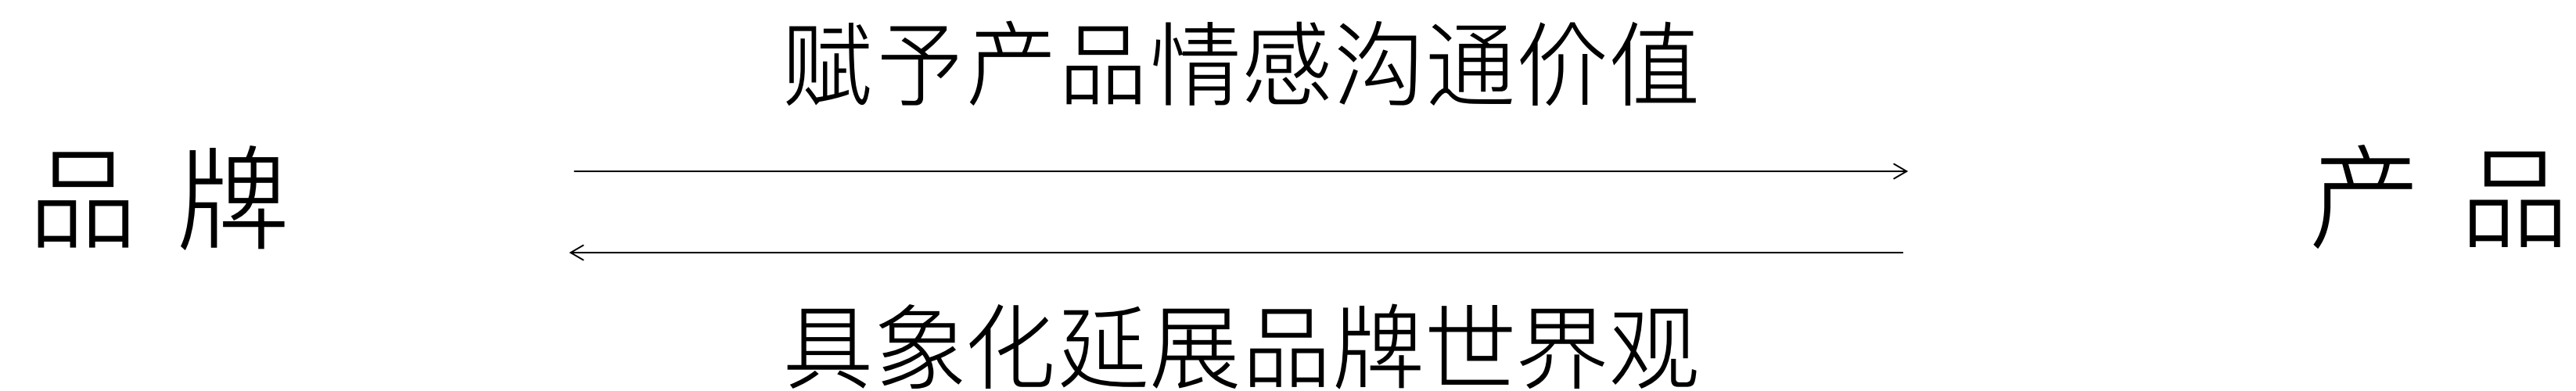 赋予产品情感沟通价值
品牌
产品
具象化延展品牌世界观